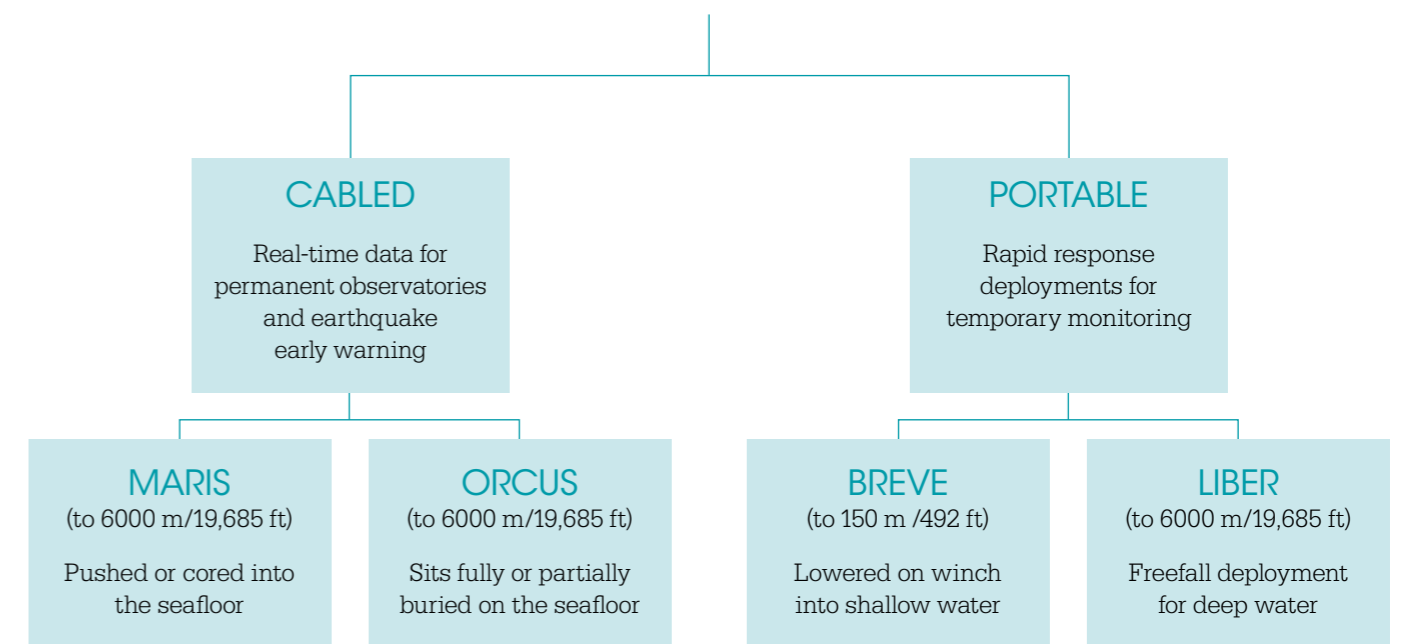 CABLED
Real-time data for
permanent observatories
and earthquake
early warning
PORTABLE
Rapid response
deployments for
temporary monitoring
MARIS
(to 6000 m/19,685 ft)
Pushed or cored into
the seafloor
ORCUS
(to 6000 m/19,685 ft)
Sits fully or partially
buried on the seafloor
BREVE
(to 150 m /492 ft)
Lowered on winch
into shallow water
LIBER
(to 6000 m/19,685 ft)
Freefall deployment
for deep water